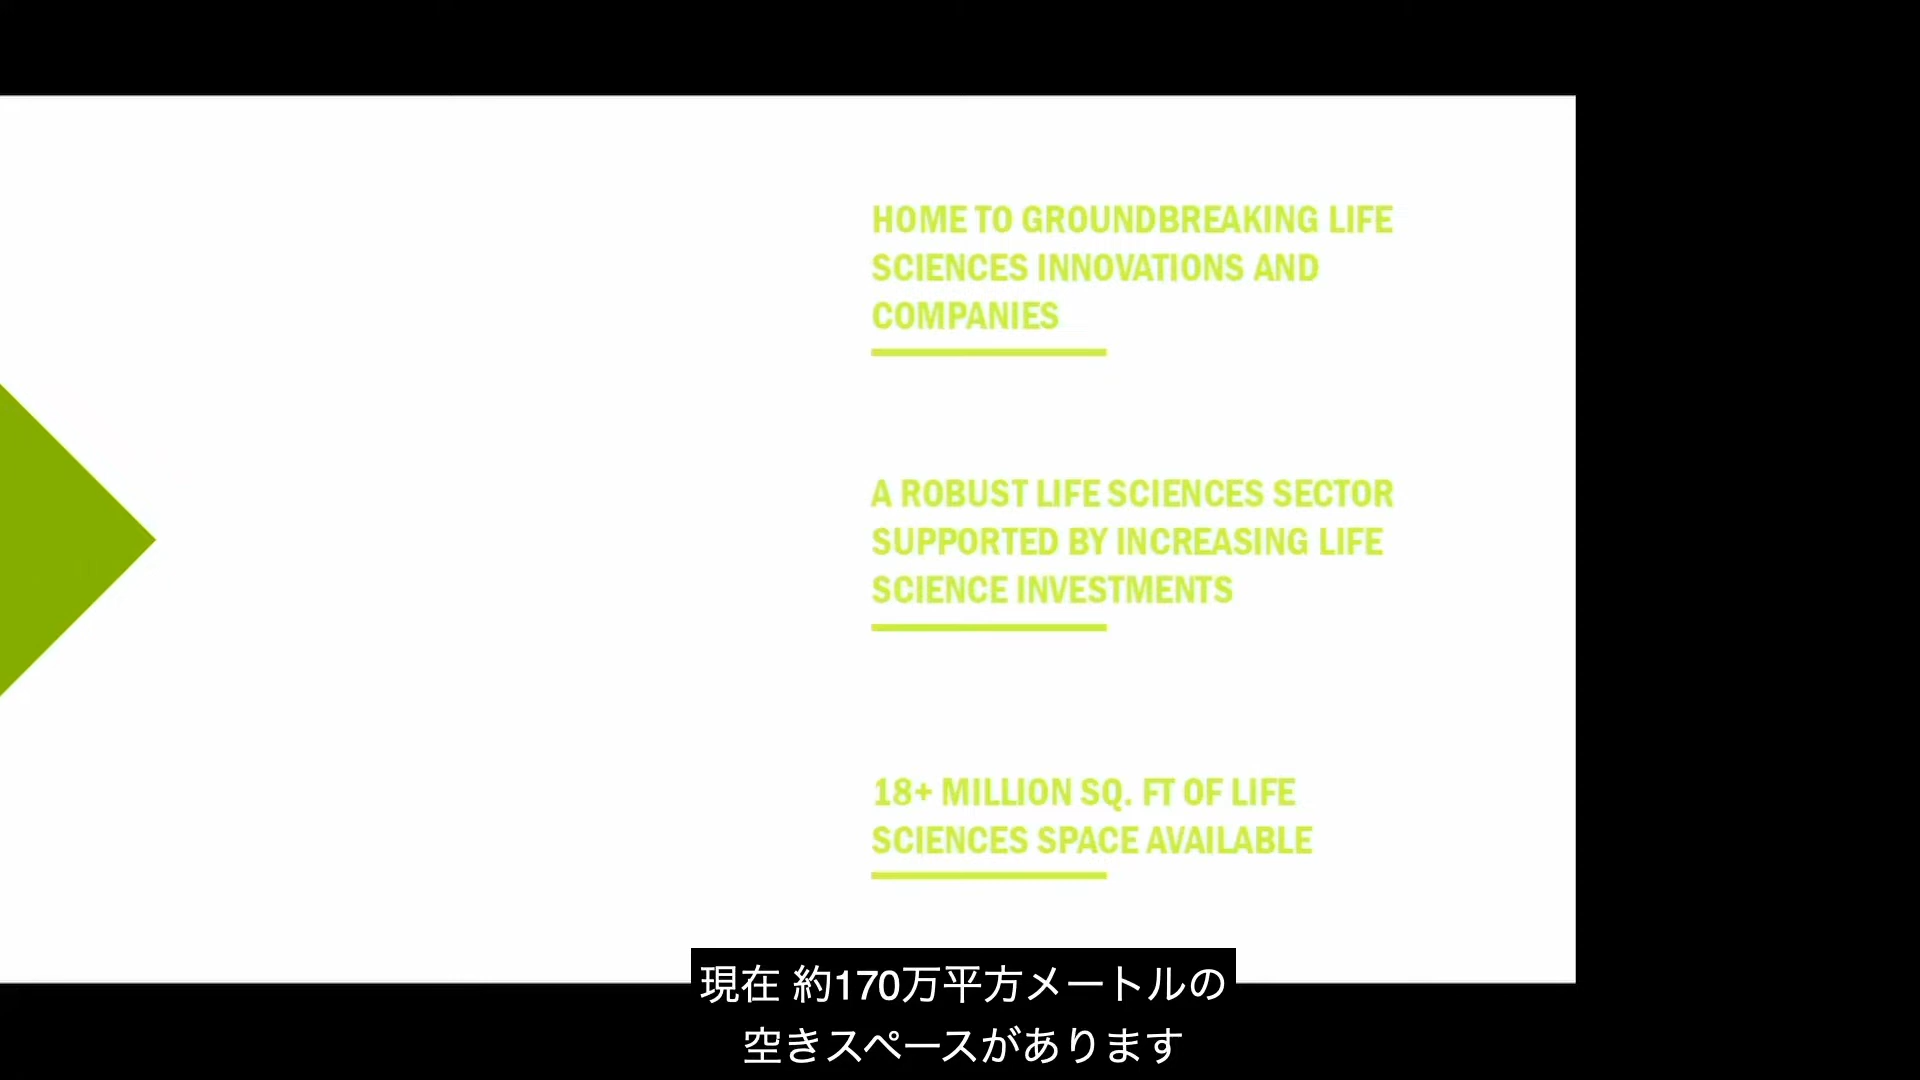 HOME TO GROUNDBREAKING LIFE
SCIENCES INNOVATIONS AND
COMPANIES
A ROBUST LIFE SCIENCES SECTOR
SUPPORTED BY INCREASING LIFE
SCIENCE INVESTMENTS
18+ MILLION SQ. FT OF LIFE
SCIENCES SPACE AVAILABLE
現在 約170万平方メートルの
空きスペースがあります